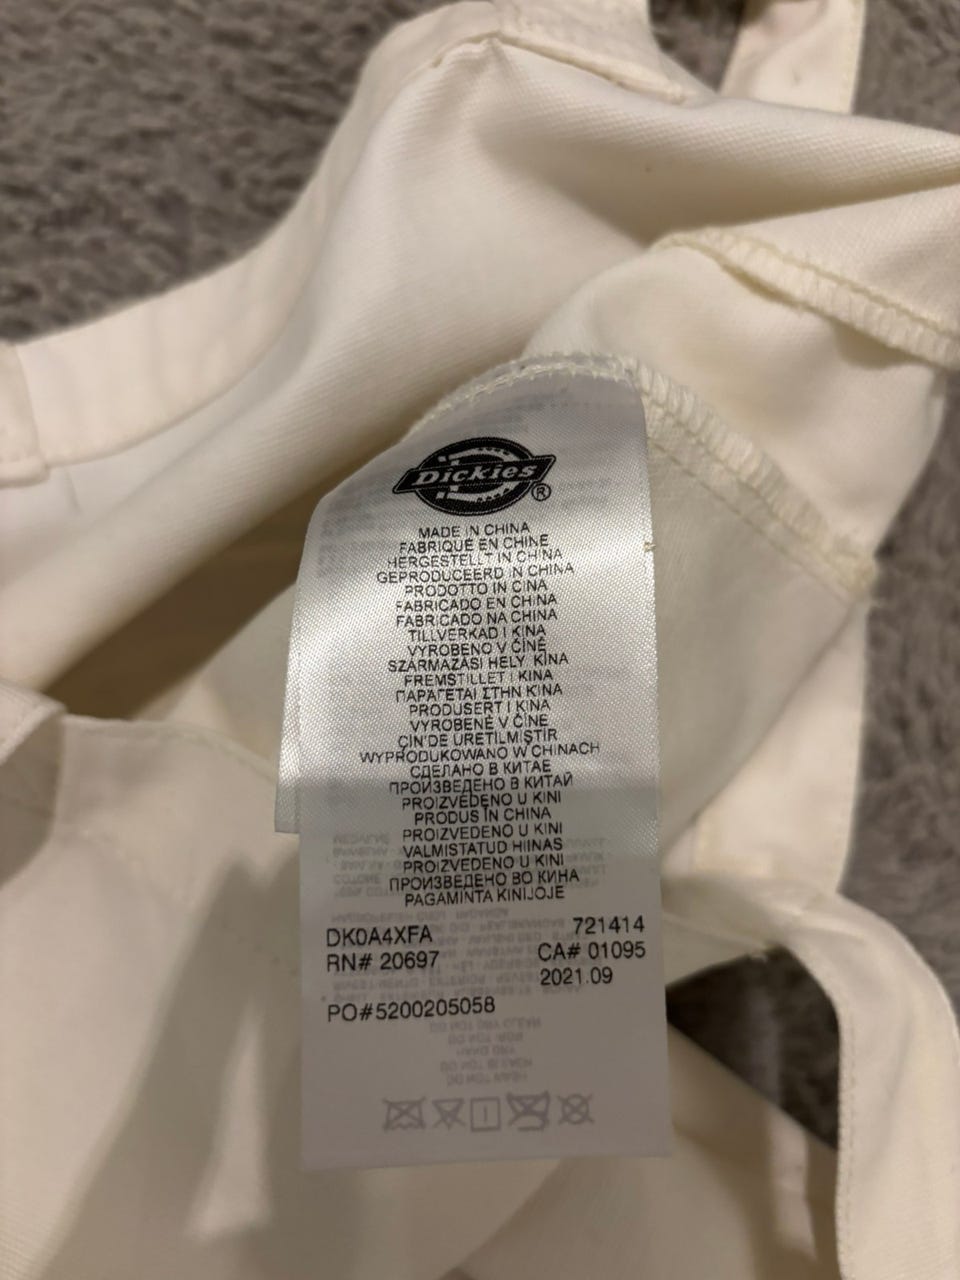 Dickies®
MADE IN CHINA
FABRIQUÉ EN CHINE
HERGESTELLT IN CHINA
GEPRODUCEERD IN CHINA
PRODOTTO IN CINA
FABRICADO EN CHINA
FABRICADO NA CHINA
TILLVERKAD I KINA
VYROBENO V ČÍNĚ
SZÁRMAZÁSI HELY KÍNA
FREMSTILLET I KINA
ΠΑΡΑΓΕΤΑΙ ΣΤΗΝ ΚΙΝΑ
PRODUSERT I KINA
VYROBENÉ V ČÍNE
ÇİN'DE ÜRETİLMİŞTİR
WYPRODUKOWANO W CHINACH
СДЕЛАНО В КИТАЕ
ПРОИЗВЕДЕНО В КИТАЙ
PROIZVEDENO U KINI
PRODUS ÎN CHINA
PROIZVEDENO U KINI
VALMISTATUD HIINAS
PROIZVEDENO U KINI
ПРОИЗВЕДЕНО ВО КИНА
PAGAMINTA KINIJOJE
DK0A4XFA 721414
RN# 20697 CA# 01095
2021.09
PO#5200205058